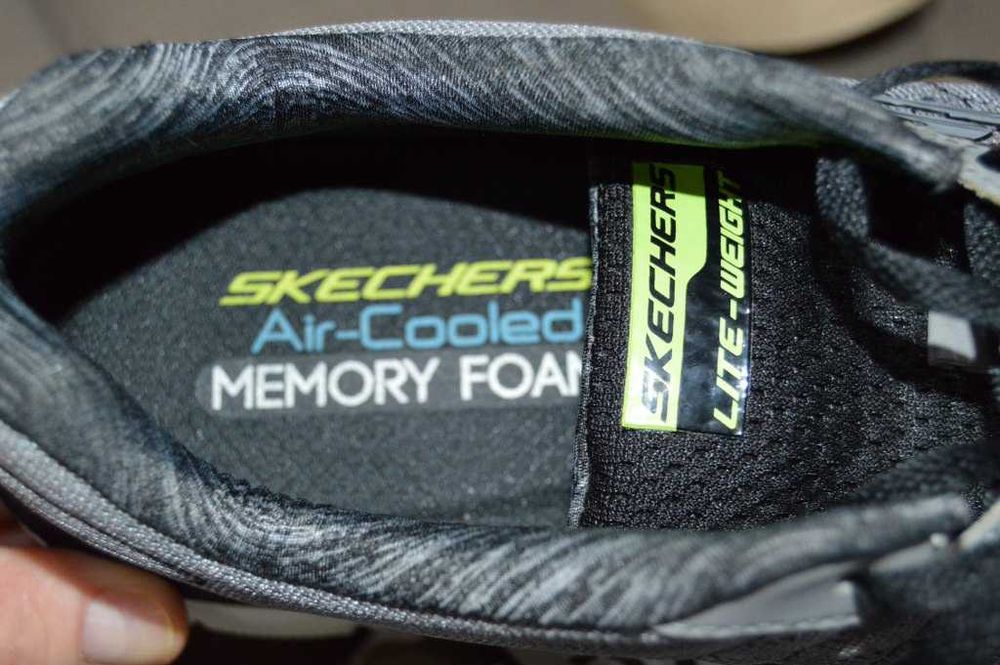 SKECHERS
Air-Cooled
MEMORY FOAM
SKECHERS
LITE-WEIGHT